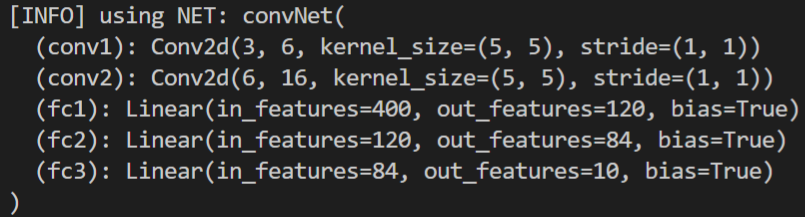 [INFO] using NET: convNet(
  (conv1): Conv2d(3, 6, kernel_size=(5, 5), stride=(1, 1))
  (conv2): Conv2d(6, 16, kernel_size=(5, 5), stride=(1, 1))
  (fc1): Linear(in_features=400, out_features=120, bias=True)
  (fc2): Linear(in_features=120, out_features=84, bias=True)
  (fc3): Linear(in_features=84, out_features=10, bias=True)
)